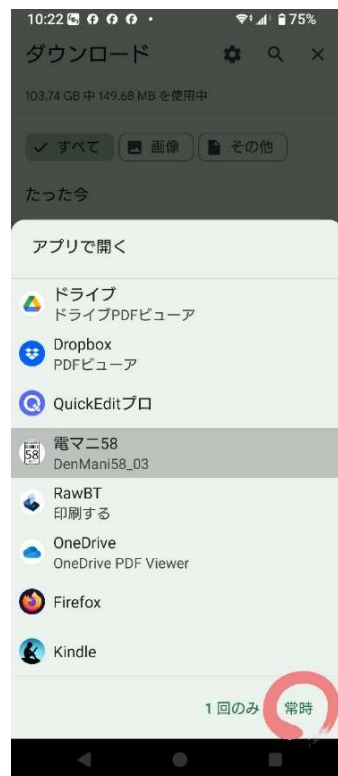 10:22
75%
ダウンロード
103.74 GB 中 149.68 MB を使用中
すべて
画像
その他
たった今
アプリで開く
ドライブ
ドライブPDFビューア
Dropbox
PDFビューア
QuickEditプロ
58
電マニ58
DenMani58_03
RawBT
印刷する
OneDrive
OneDrive PDF Viewer
Firefox
Kindle
1 回のみ
常時